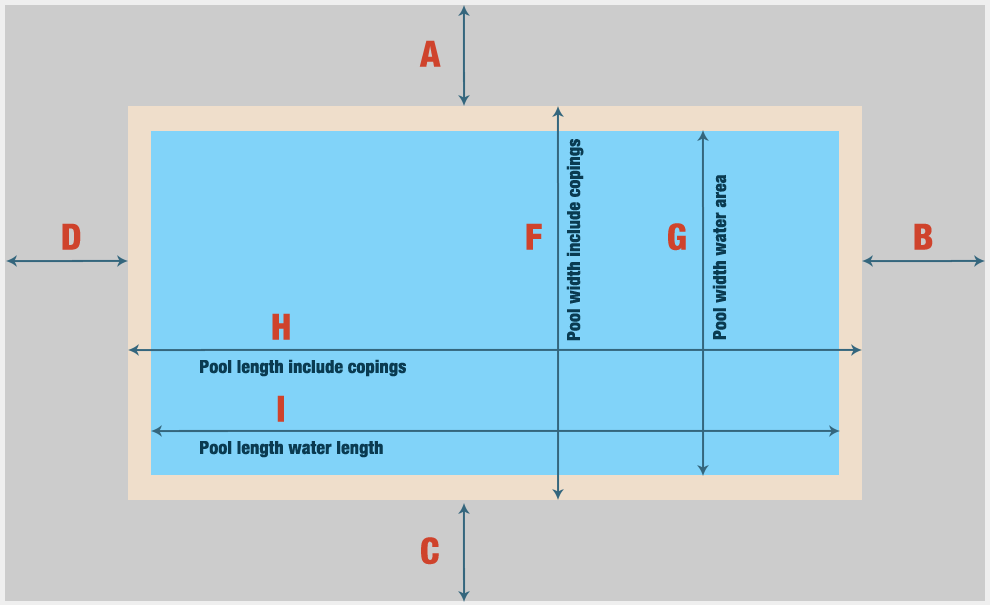 A
D
F
Pool width include copings
G
Pool width water area
B
H
Pool length include copings
I
Pool length water length
C